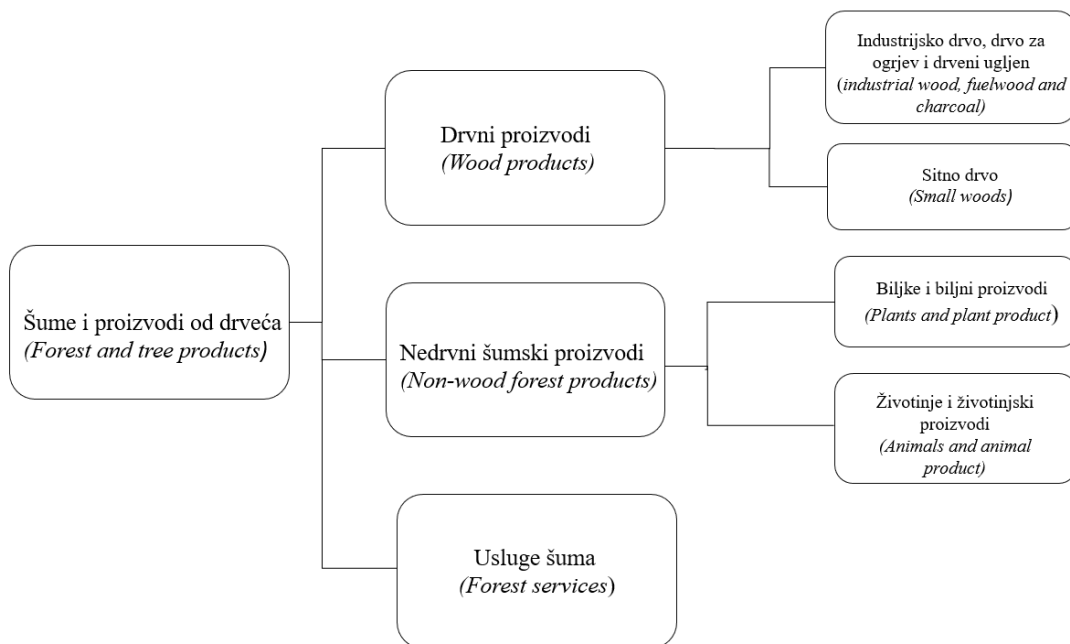 Šume i proizvodi od drveća
(Forest and tree products)
Drvni proizvodi
(Wood products)
Industrijsko drvo, drvo za
ogrjev i drveni ugljen
(industrial wood, fuelwood and
charcoal)
Sitno drvo
(Small woods)
Nedrvni šumski proizvodi
(Non-wood forest products)
Biljke i biljni proizvodi
(Plants and plant product)
Životinje i životinjski
proizvodi
(Animals and animal
product)
Usluge šuma
(Forest services)